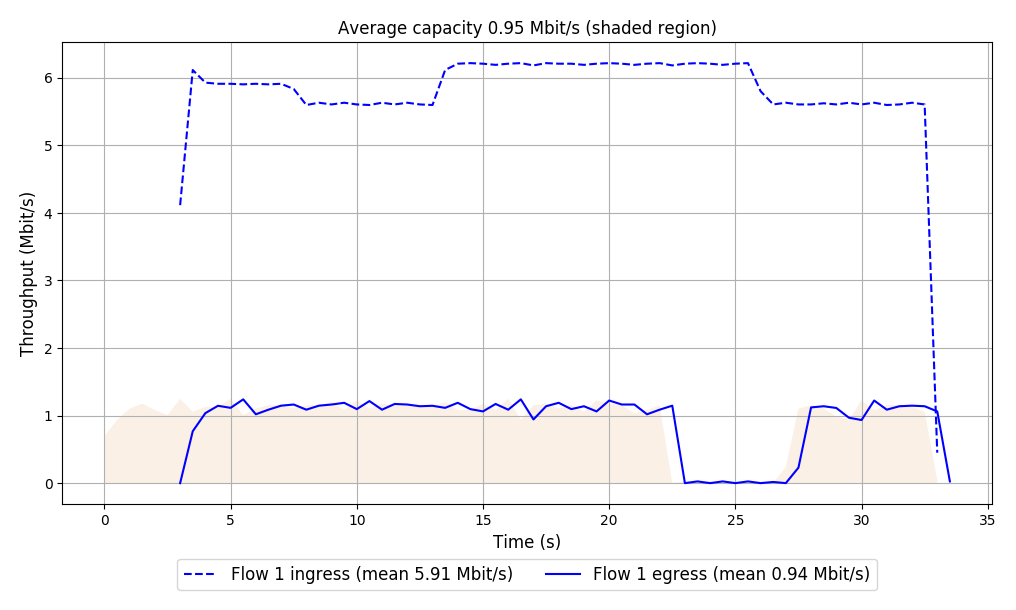 Average capacity 0.95 Mbit/s (shaded region)
Throughput (Mbit/s)
6
5
4
3
2
1
0
0 5 10 15 20 25 30 35
Time (s)
Flow 1 ingress (mean 5.91 Mbit/s) Flow 1 egress (mean 0.94 Mbit/s)